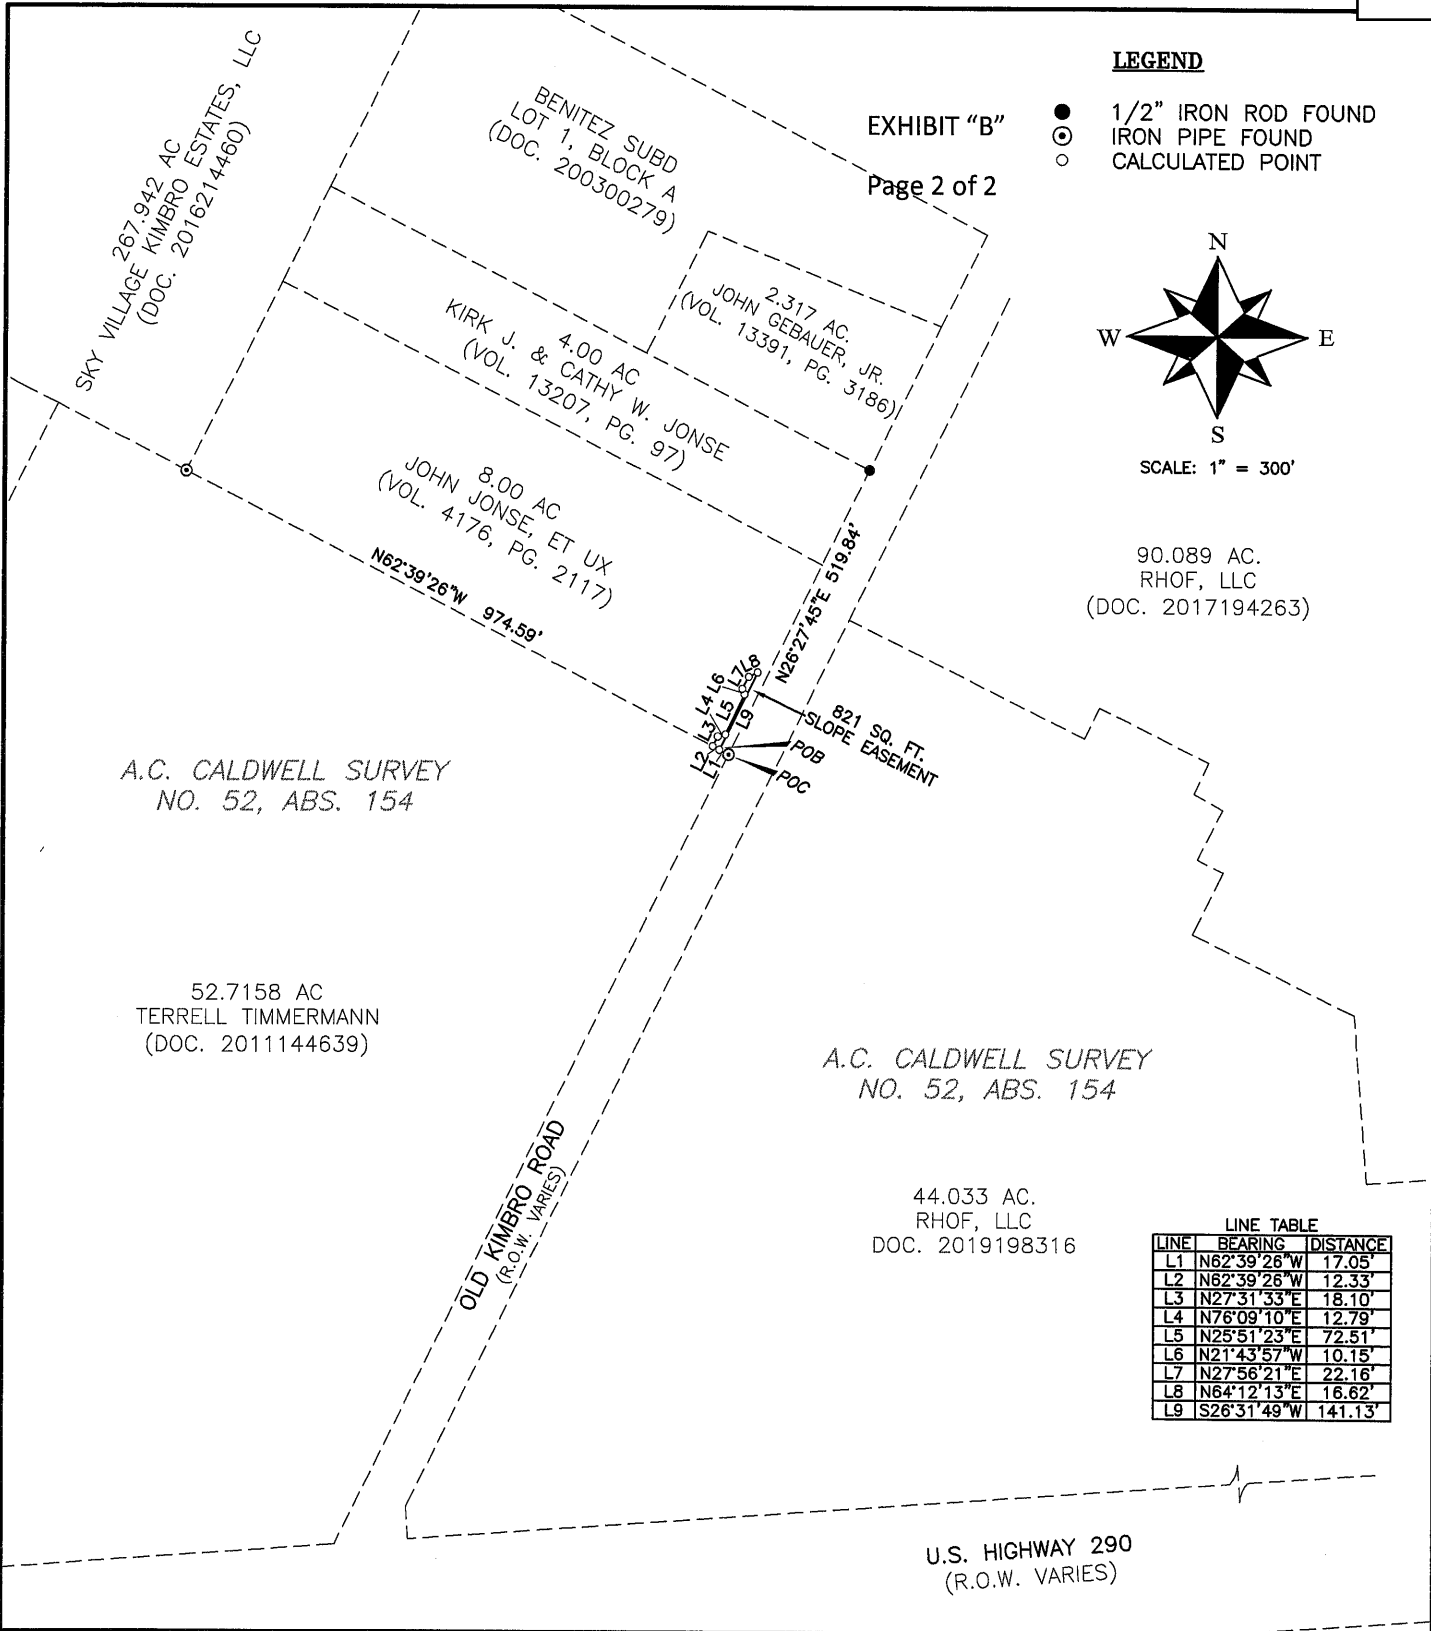 EXHIBIT "B"
Page 2 of 2
LEGEND
1/2" IRON ROD FOUND
IRON PIPE FOUND
CALCULATED POINT
N
W E
S
SCALE: 1" = 300'
267.942 AC
SKY VILLAGE KIMBRO ESTATES, LLC
(DOC. 2016214460)
BENITEZ SUBD
LOT 1, BLOCK A
(DOC. 200300279)
2.317 AC.
JOHN GEBAUER, JR.
(VOL. 13391, PG. 3186)
4.00 AC
KIRK J. & CATHY W. JONSE
(VOL. 13207, PG. 97)
8.00 AC
JOHN JONSE, ET UX
(VOL. 4176, PG. 2117)
N62°39'26"W 974.59'
N26°27'45"E 519.84'
90.089 AC.
RHOF, LLC
(DOC. 2017194263)
L8
L7
L6
L5
L4
L9
L3
L2
L1
821 SQ. FT.
SLOPE EASEMENT
POB
POC
A.C. CALDWELL SURVEY
NO. 52, ABS. 154
52.7158 AC
TERRELL TIMMERMANN
(DOC. 2011144639)
A.C. CALDWELL SURVEY
NO. 52, ABS. 154
OLD KIMBRO ROAD
(R.O.W. VARIES)
44.033 AC.
RHOF, LLC
DOC. 2019198316
LINE TABLE
LINE BEARING DISTANCE
L1 N62°39'26"W 17.05'
L2 N62°39'26"W 12.33'
L3 N27°31'33"E 18.10'
L4 N76°09'10"E 12.79'
L5 N25°51'23"E 72.51'
L6 N21°43'57"W 10.15'
L7 N27°56'21"E 22.16'
L8 N64°12'13"E 16.62'
L9 S26°31'49"W 141.13'
U.S. HIGHWAY 290
(R.O.W. VARIES)